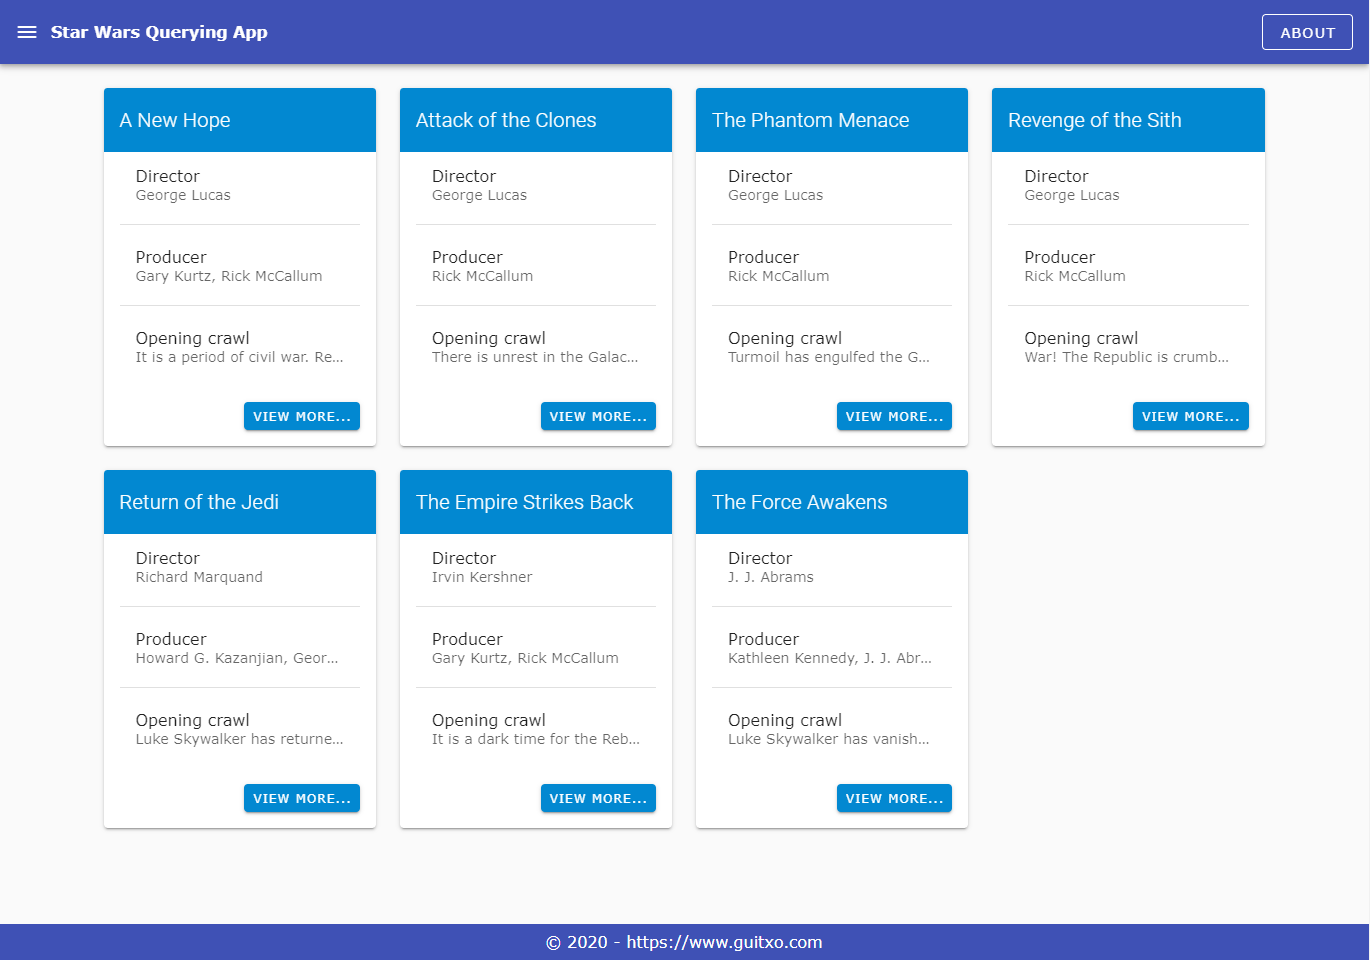 Star Wars Querying App
ABOUT
A New Hope
Director
George Lucas
Producer
Gary Kurtz, Rick McCallum
Opening crawl
It is a period of civil war. Re...
VIEW MORE...
Attack of the Clones
Director
George Lucas
Producer
Rick McCallum
Opening crawl
There is unrest in the Galac...
VIEW MORE...
The Phantom Menace
Director
George Lucas
Producer
Rick McCallum
Opening crawl
Turmoil has engulfed the G...
VIEW MORE...
Revenge of the Sith
Director
George Lucas
Producer
Rick McCallum
Opening crawl
War! The Republic is crumb...
VIEW MORE...
Return of the Jedi
Director
Richard Marquand
Producer
Howard G. Kazanjian, Geor...
Opening crawl
Luke Skywalker has returne...
VIEW MORE...
The Empire Strikes Back
Director
Irvin Kershner
Producer
Gary Kurtz, Rick McCallum
Opening crawl
It is a dark time for the Reb...
VIEW MORE...
The Force Awakens
Director
J. J. Abrams
Producer
Kathleen Kennedy, J. J. Abr...
Opening crawl
Luke Skywalker has vanish...
VIEW MORE...
© 2020 - https://www.guitxo.com